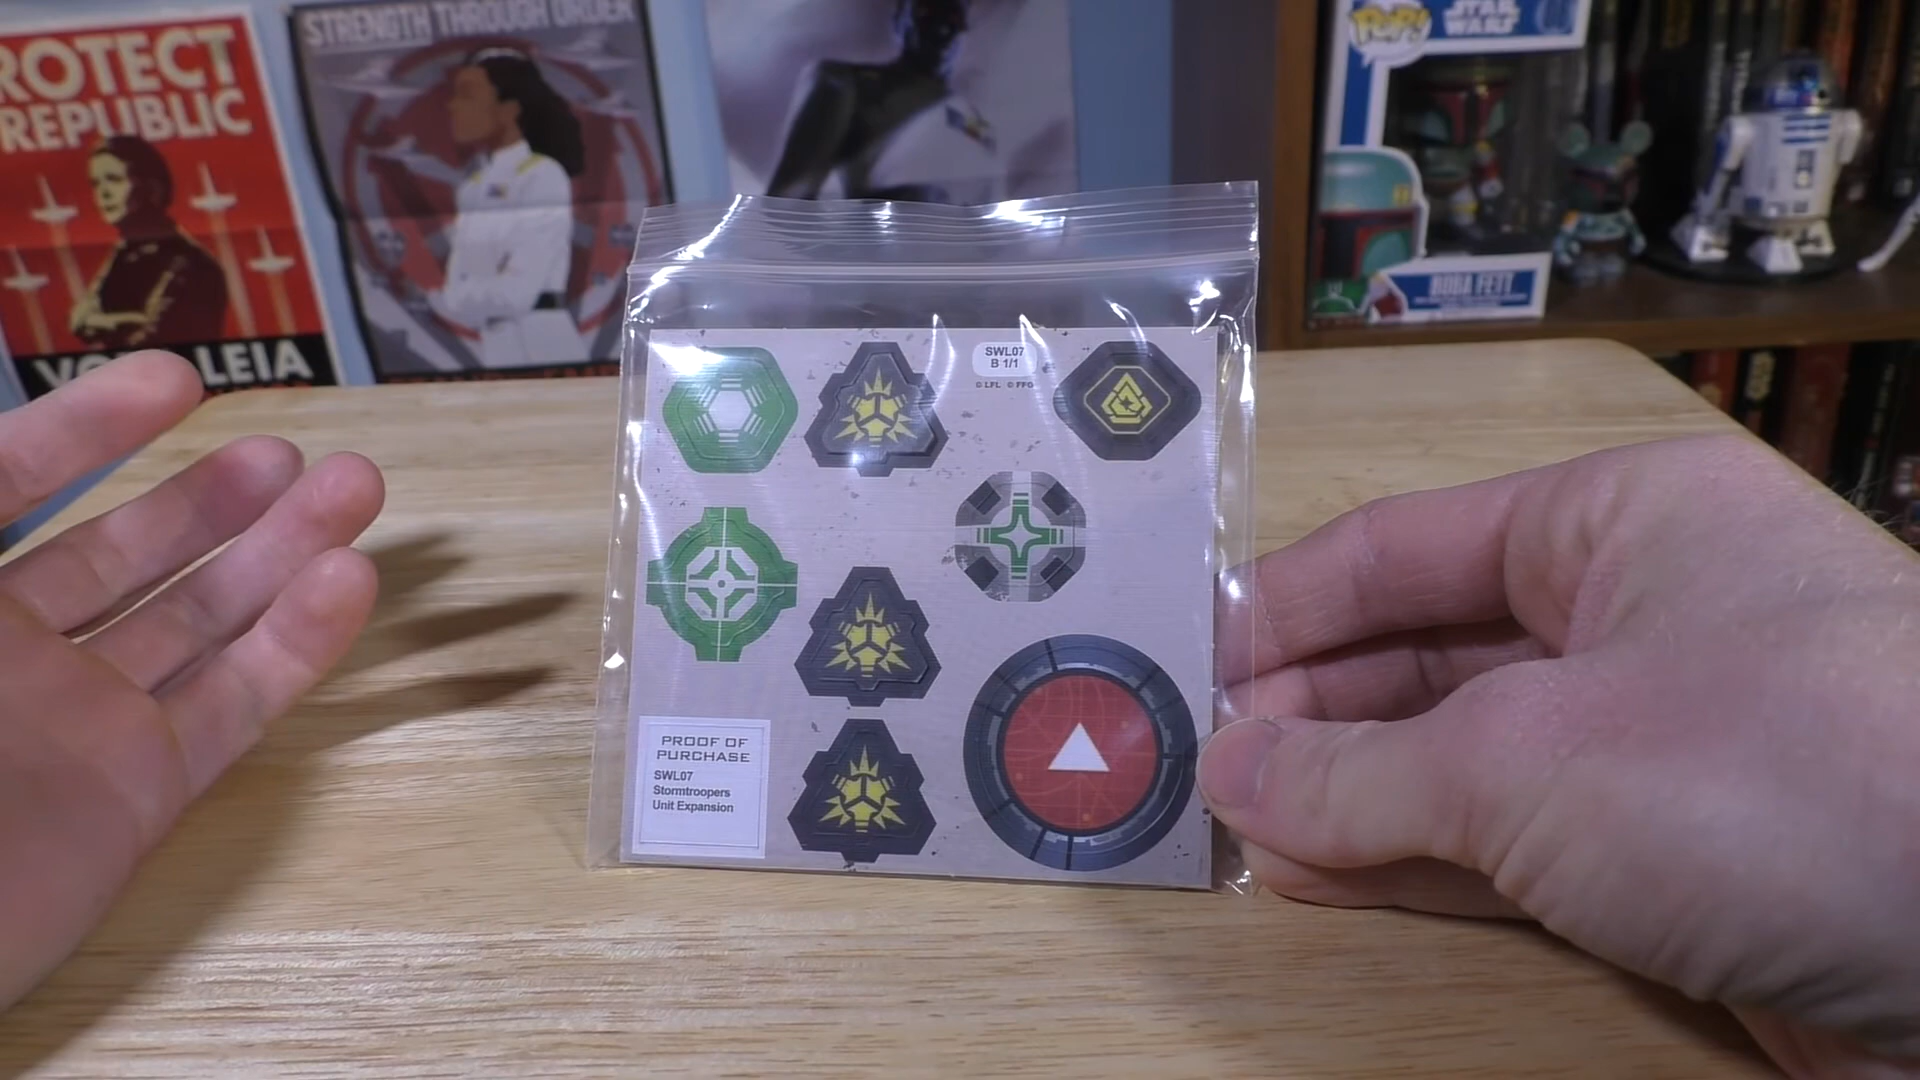 ROTECT
REPUBLIC
LEIA
STRENGTH THROUGH ORDER
POP!
STAR
WARS
BOBA FETT
SWL07
B 1/1
© LFL © FFG
PROOF OF
PURCHASE
SWL07
Stormtroopers
Unit Expansion